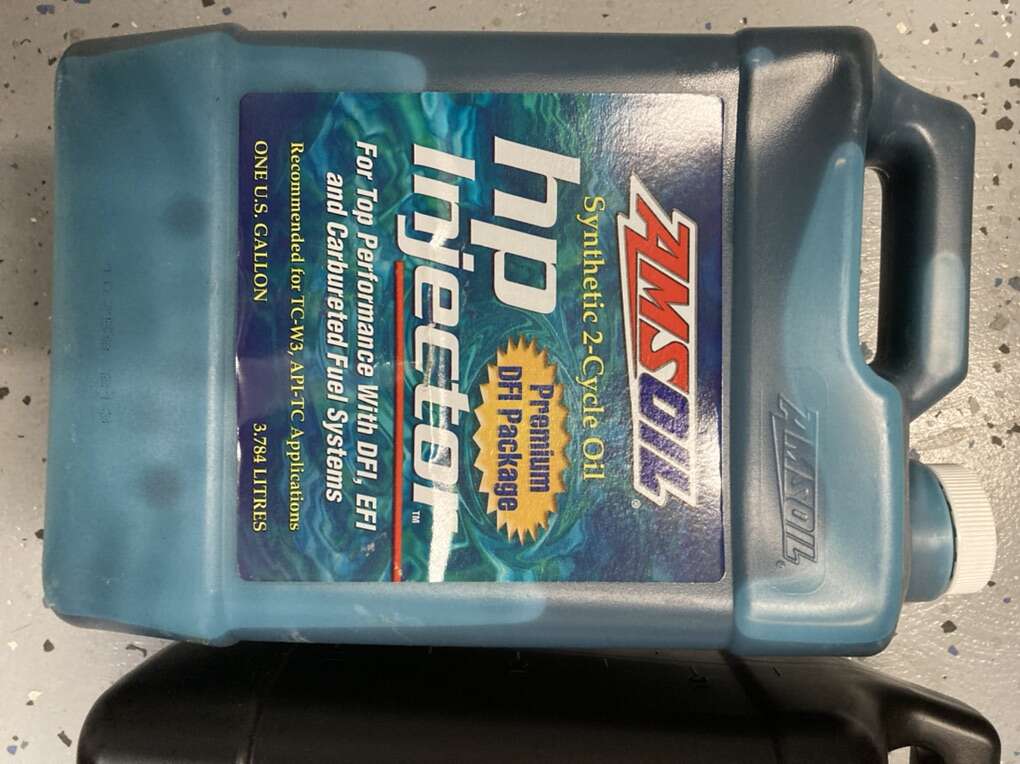 AMSOIL®
Synthetic 2-Cycle Oil
hp
Injector™
Premium
DFI Package
For Top Performance With DFI, EFI
and Carbureted Fuel Systems
Recommended for TC-W3, API-TC Applications
ONE U.S. GALLON 3.784 LITRES
AMSOIL®